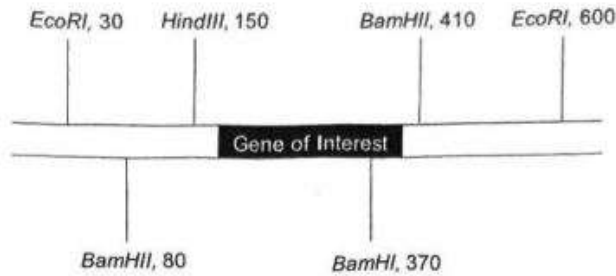 EcoRI, 30 HindIII, 150 BamHII, 410 EcoRI, 600
Gene of Interest
BamHII, 80 BamHI, 370